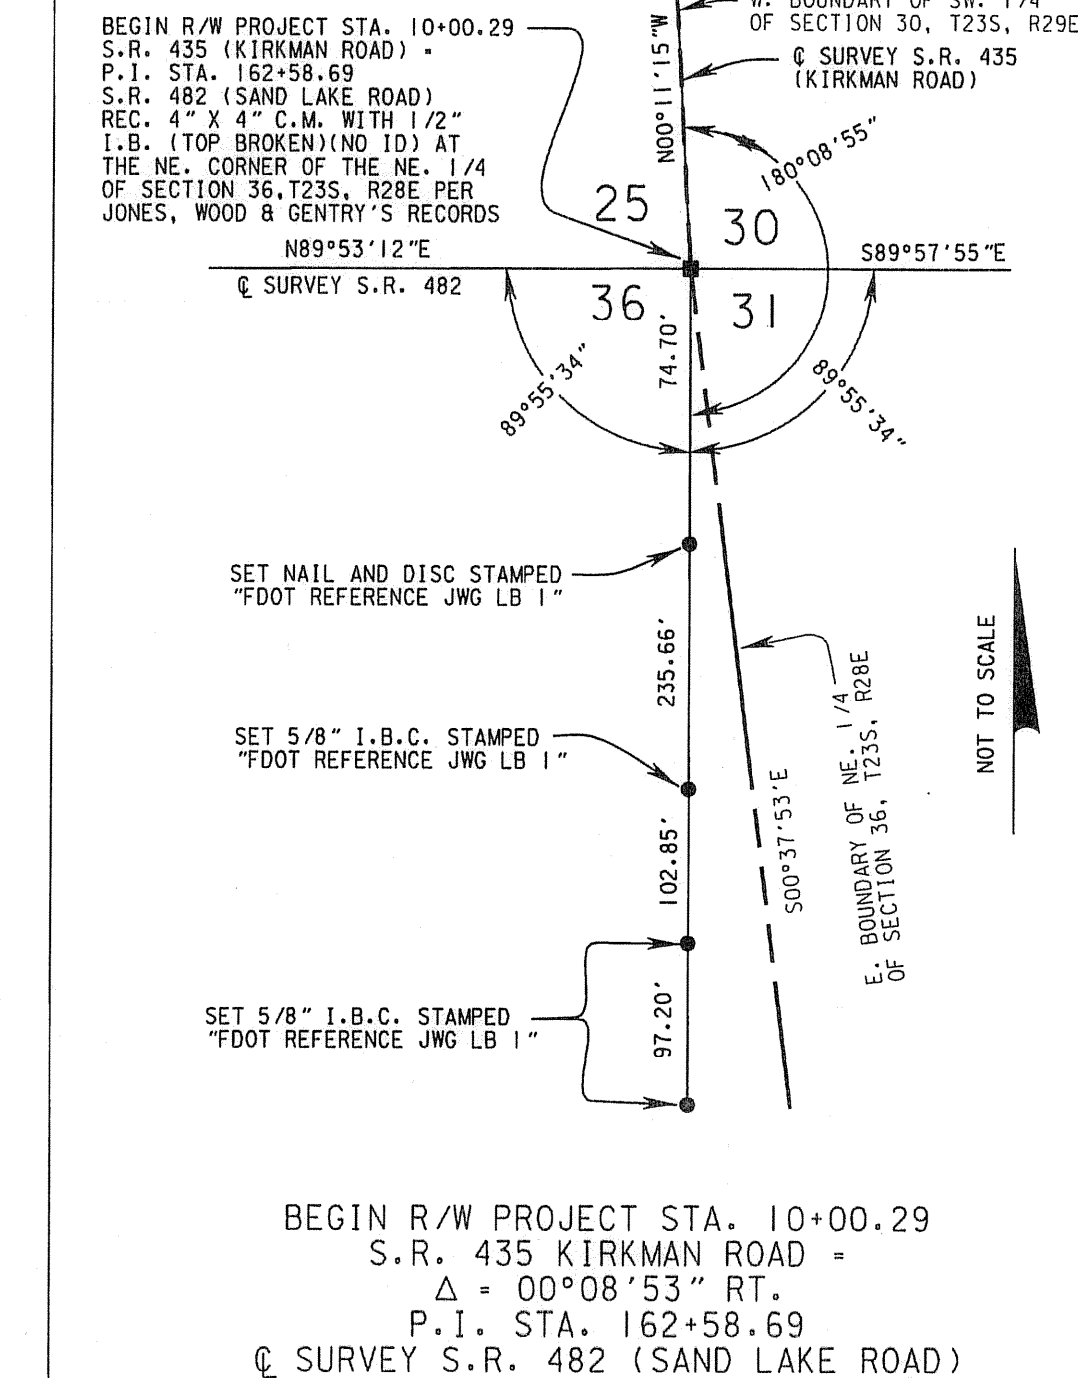 BEGIN R/W PROJECT STA. 10+00.29
S.R. 435 (KIRKMAN ROAD) =
P.I. STA. 162+58.69
S.R. 482 (SAND LAKE ROAD)
REC. 4" X 4" C.M. WITH 1/2"
I.B. (TOP BROKEN)(NO ID) AT
THE NE. CORNER OF THE NE. 1/4
OF SECTION 36, T23S, R28E PER
JONES, WOOD & GENTRY'S RECORDS
N00°11'15"W
W. BOUNDARY OF SW. 1/4
OF SECTION 30, T23S, R29E
℄ SURVEY S.R. 435
(KIRKMAN ROAD)
180°08'55"
25
30
N89°53'12"E
S89°57'55"E
℄ SURVEY S.R. 482
36
31
74.70'
89°55'34"
89°55'34"
SET NAIL AND DISC STAMPED
"FDOT REFERENCE JWG LB 1"
235.66'
SET 5/8" I.B.C. STAMPED
"FDOT REFERENCE JWG LB 1"
102.85'
S00°37'53"E
E. BOUNDARY OF NE. 1/4
OF SECTION 36, T23S, R28E
NOT TO SCALE
SET 5/8" I.B.C. STAMPED
"FDOT REFERENCE JWG LB 1"
97.20'
BEGIN R/W PROJECT STA. 10+00.29
S.R. 435 KIRKMAN ROAD =
Δ = 00°08'53" RT.
P.I. STA. 162+58.69
℄ SURVEY S.R. 482 (SAND LAKE ROAD)